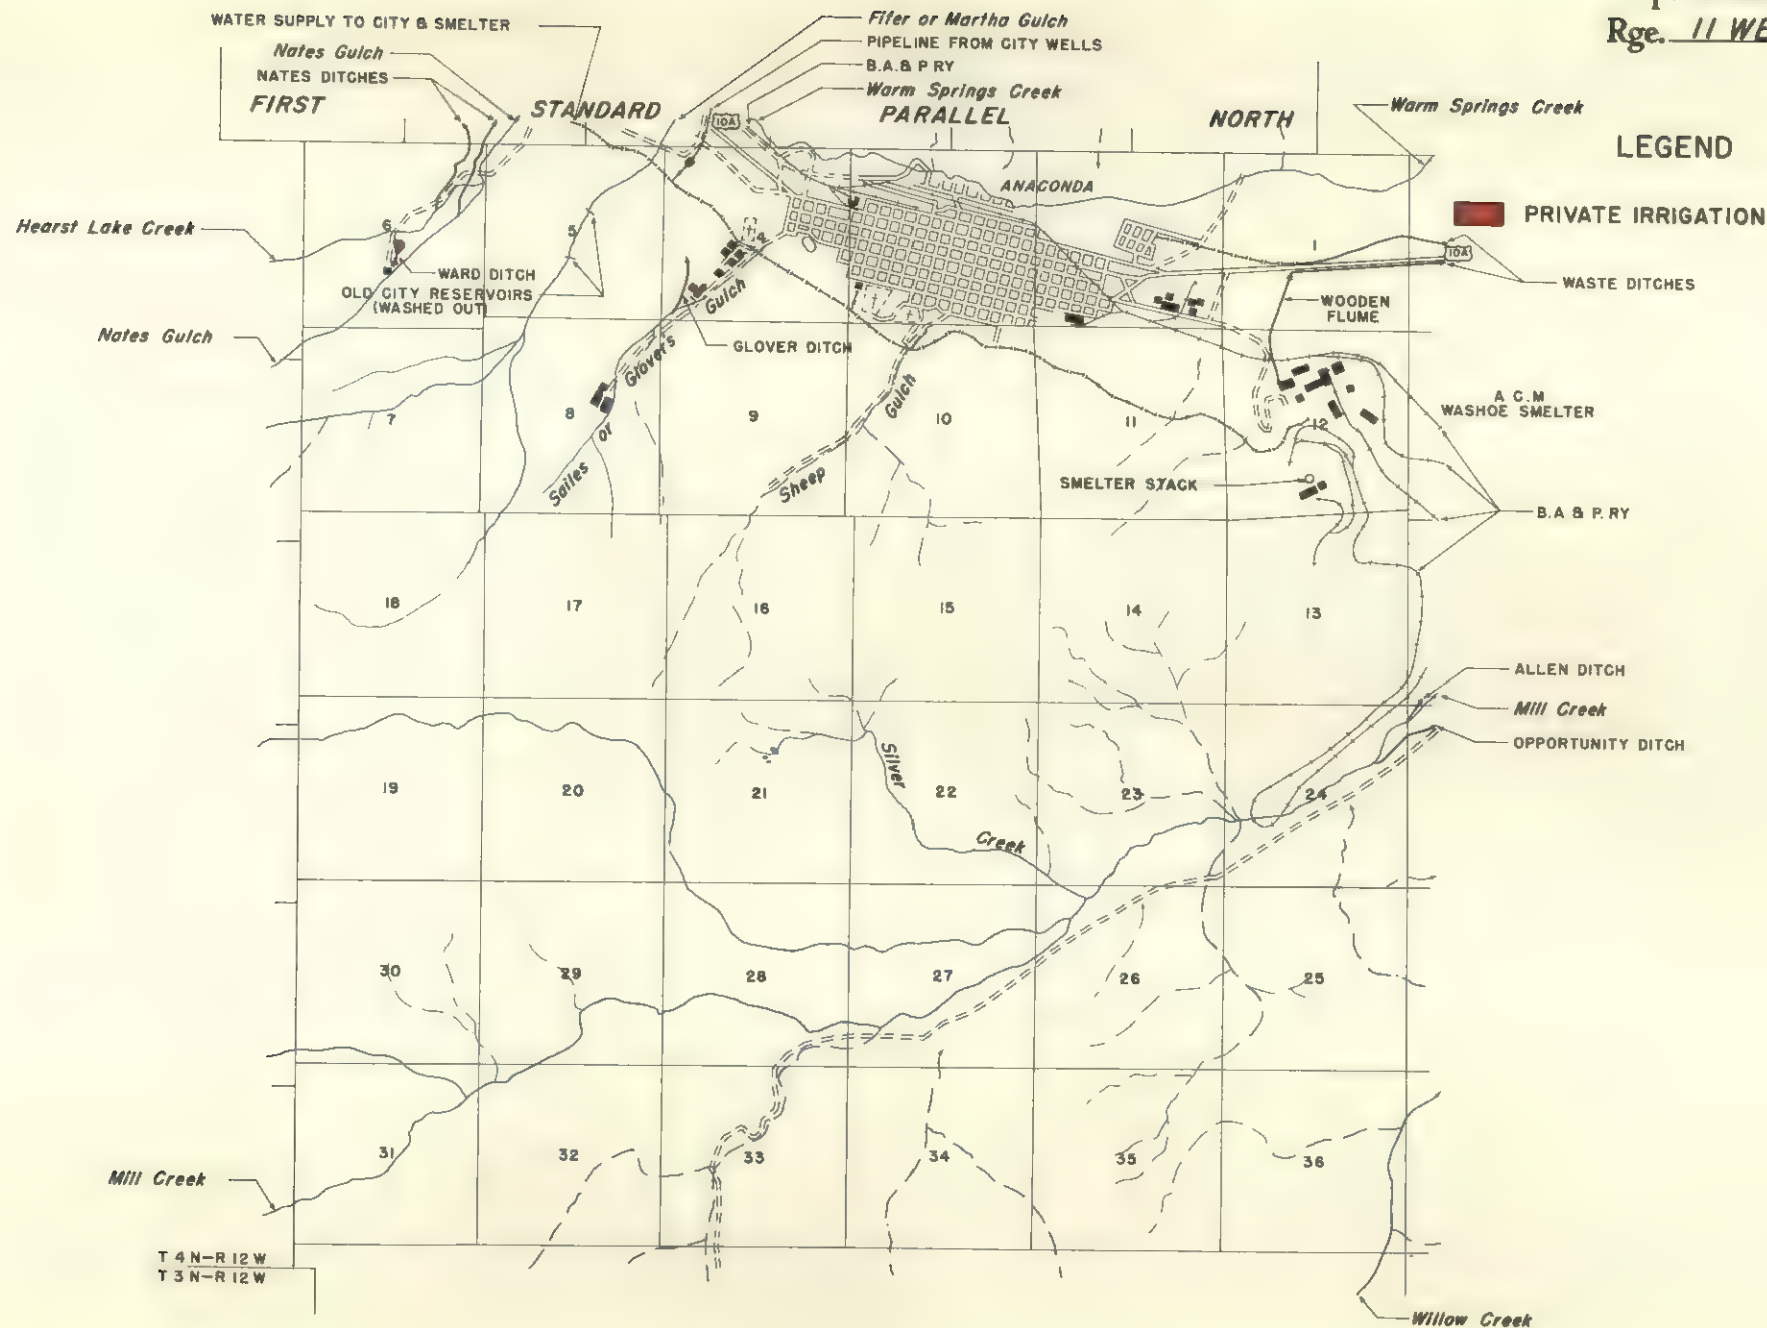 Rge. 11 WE
WATER SUPPLY TO CITY & SMELTER
Fifer or Martha Gulch
PIPELINE FROM CITY WELLS
Nates Gulch
B.A.& P RY
NATES DITCHES
Warm Springs Creek
FIRST STANDARD PARALLEL NORTH
Warm Springs Creek
10A
LEGEND
PRIVATE IRRIGATION
ANACONDA
Hearst Lake Creek
6
5
4
1
10A
WARD DITCH
OLD CITY RESERVOIRS
(WASHED OUT)
WASTE DITCHES
WOODEN
FLUME
Nates Gulch
GLOVER DITCH
Sailes or Glovers Gulch
Sheep Gulch
7
8
9
10
11
12
A C.M
WASHOE SMELTER
SMELTER STACK
B.A & P. RY
18
17
16
15
14
13
ALLEN DITCH
Mill Creek
OPPORTUNITY DITCH
19
20
21
22
23
24
Silver Creek
30
29
28
27
26
25
31
32
33
34
35
36
Mill Creek
T 4 N-R 12 W
T 3 N-R 12 W
Willow Creek